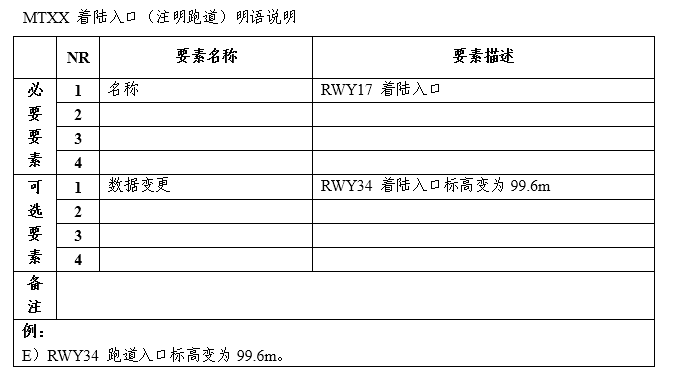 MTXX 着陆入口（注明跑道）明语说明
NR 要素名称 要素描述
必要要素
1 名称 RWY17 着陆入口
2
3
4
可选要素
1 数据变更 RWY34 着陆入口标高变为 99.6m
2
3
4
备注
例：
E）RWY34 跑道入口标高变为 99.6m。